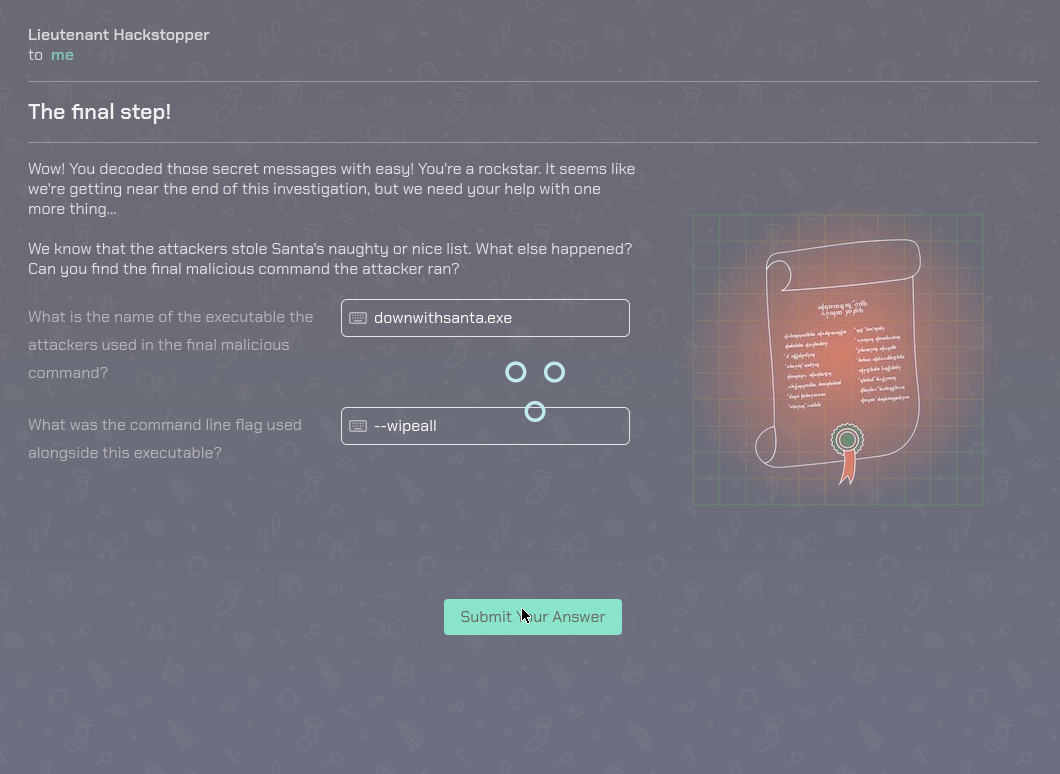 Lieutenant Hackstopper
to me
The final step!
Wow! You decoded those secret messages with easy! You're a rockstar. It seems like
we're getting near the end of this investigation, but we need your help with one
more thing...
We know that the attackers stole Santa's naughty or nice list. What else happened?
Can you find the final malicious command the attacker ran?
What is the name of the executable the
attackers used in the final malicious
command?
downwithsanta.exe
What was the command line flag used
alongside this executable?
--wipeall
Submit Your Answer